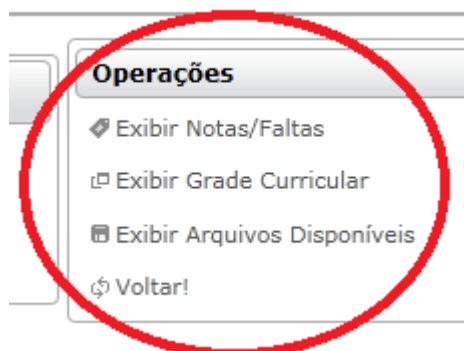 Operações
Exibir Notas/Faltas
Exibir Grade Curricular
Exibir Arquivos Disponíveis
Voltar!